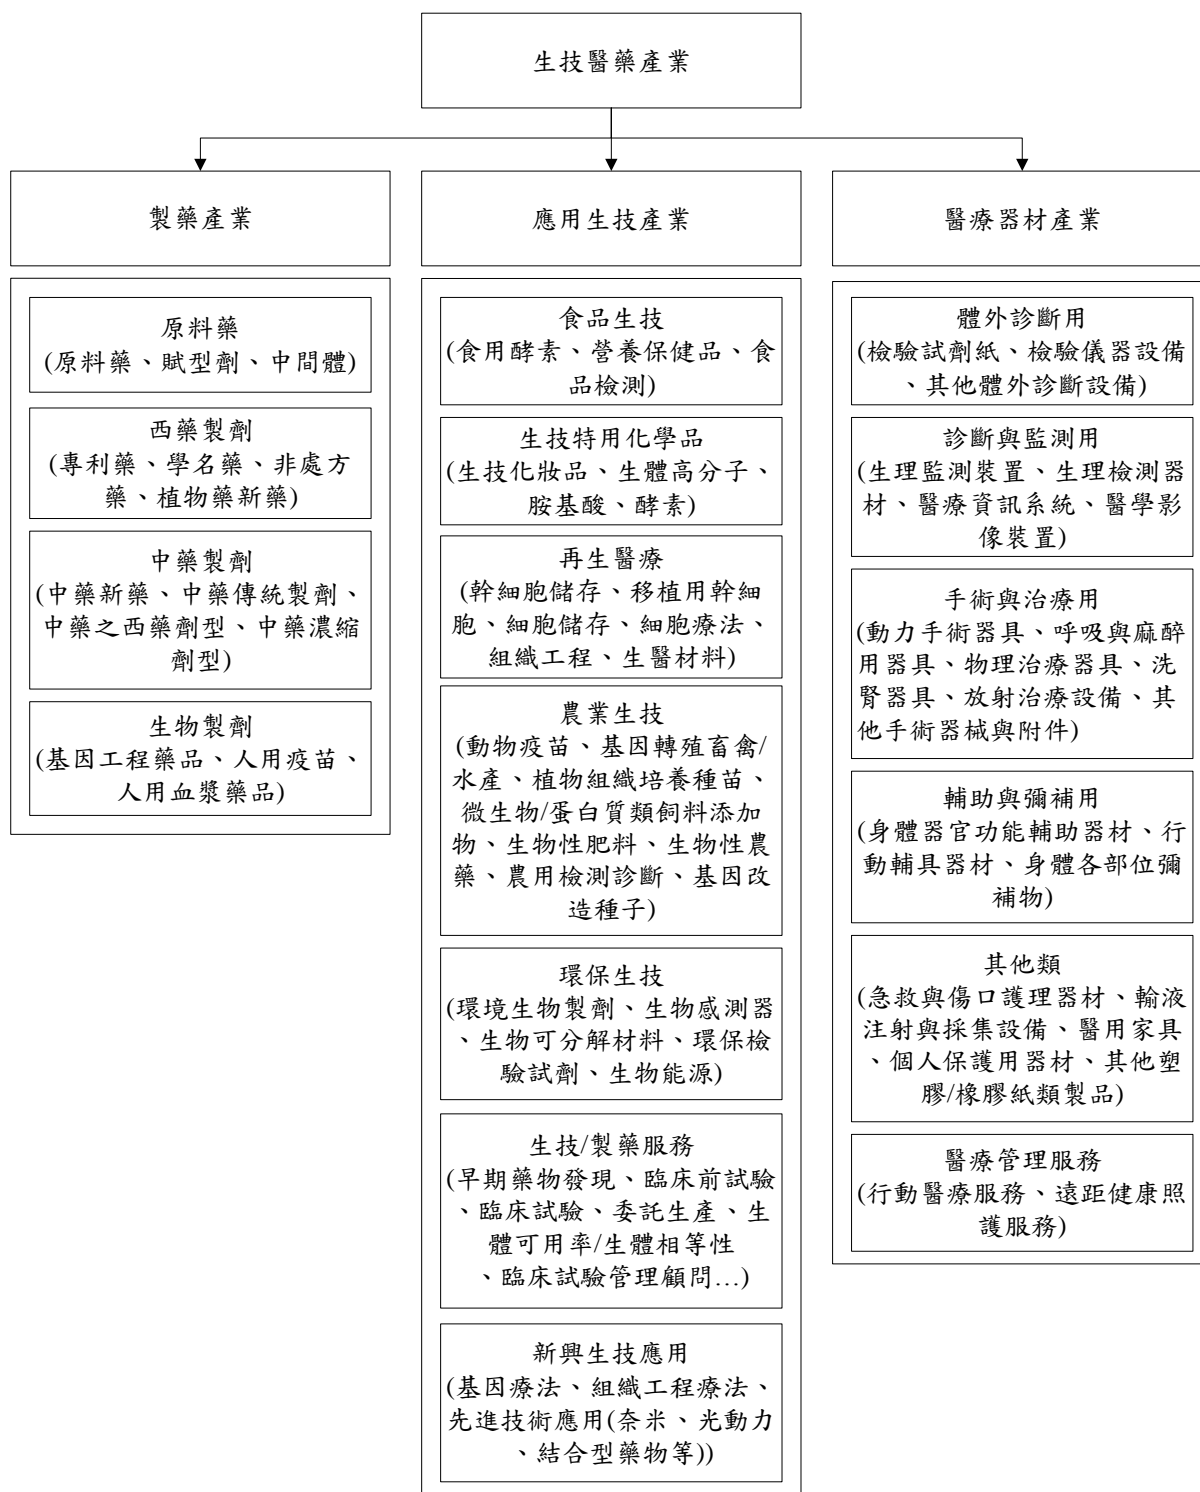 生技醫藥產業
製藥產業
應用生技產業
醫療器材產業
原料藥
(原料藥、賦型劑、中間體)
西藥製劑
(專利藥、學名藥、非處方
藥、植物藥新藥)
中藥製劑
(中藥新藥、中藥傳統製劑、
中藥之西藥劑型、中藥濃縮
劑型)
生物製劑
(基因工程藥品、人用疫苗、
人用血漿藥品)
食品生技
(食用酵素、營養保健品、食
品檢測)
生技特用化學品
(生技化妝品、生體高分子、
胺基酸、酵素)
再生醫療
(幹細胞儲存、移植用幹細
胞、細胞儲存、細胞療法、
組織工程、生醫材料)
農業生技
(動物疫苗、基因轉殖畜禽/
水產、植物組織培養種苗、
微生物/蛋白質類飼料添加
物、生物性肥料、生物性農
藥、農用檢測診斷、基因改
造種子)
環保生技
(環境生物製劑、生物感測器
、生物可分解材料、環保檢
驗試劑、生物能源)
生技/製藥服務
(早期藥物發現、臨床前試驗
、臨床試驗、委託生產、生
體可用率/生體相等性
、臨床試驗管理顧問…)
新興生技應用
(基因療法、組織工程療法、
先進技術應用(奈米、光動力
、結合型藥物等))
體外診斷用
(檢驗試劑紙、檢驗儀器設備
、其他體外診斷設備)
診斷與監測用
(生理監測裝置、生理檢測器
材、醫療資訊系統、醫學影
像裝置)
手術與治療用
(動力手術器具、呼吸與麻醉
用器具、物理治療器具、洗
腎器具、放射治療設備、其
他手術器械與附件)
輔助與彌補用
(身體器官功能輔助器材、行
動輔具器材、身體各部位彌
補物)
其他類
(急救與傷口護理器材、輸液
注射與採集設備、醫用家具
、個人保護用器材、其他塑
膠/橡膠紙類製品)
醫療管理服務
(行動醫療服務、遠距健康照
護服務)